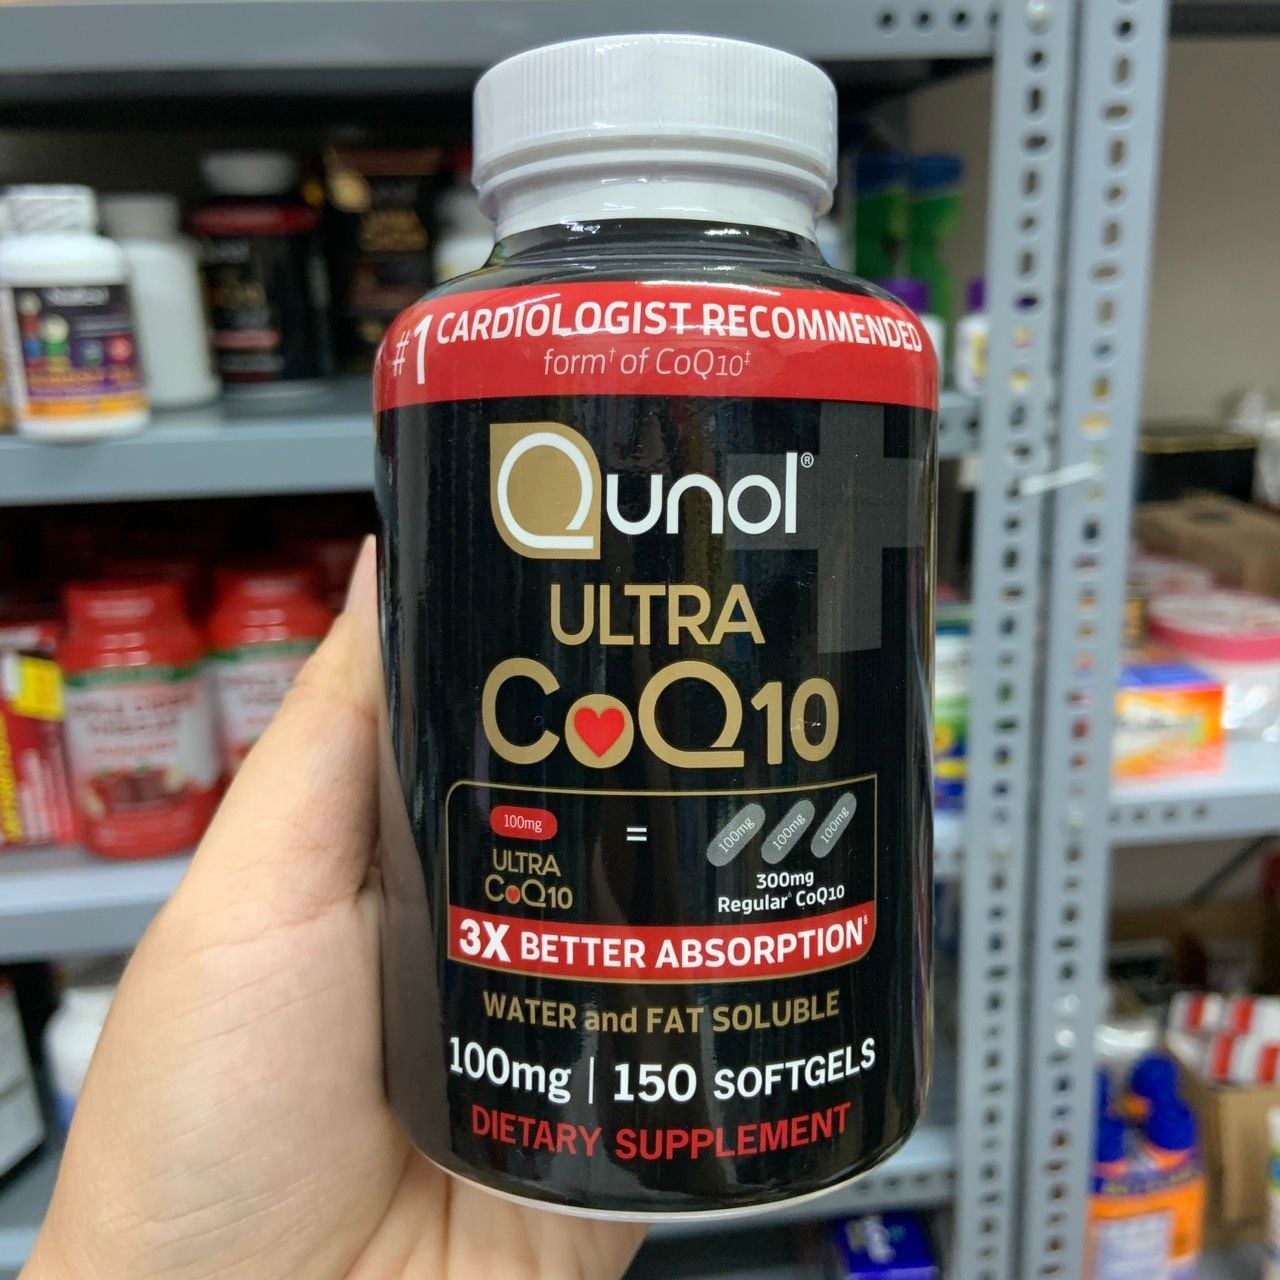 #1 CARDIOLOGIST RECOMMENDED
form† of CoQ10‡
Qunol®
ULTRA
CoQ10
100mg = 100mg 100mg 100mg
ULTRA
CoQ10
300mg
Regular^ CoQ10
3X BETTER ABSORPTION§
WATER and FAT SOLUBLE
100mg | 150 SOFTGELS
DIETARY SUPPLEMENT